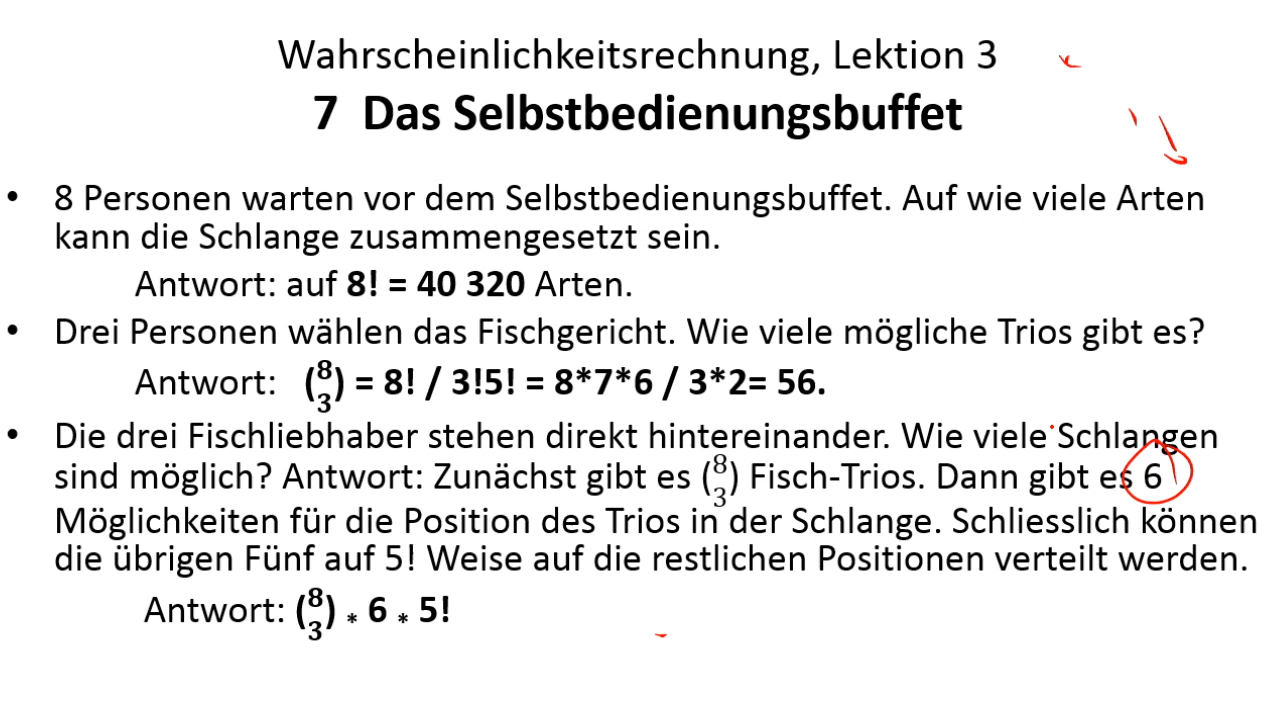 Wahrscheinlichkeitsrechnung, Lektion 3
7 Das Selbstbedienungsbuffet
• 8 Personen warten vor dem Selbstbedienungsbuffet. Auf wie viele Arten
kann die Schlange zusammengesetzt sein.
Antwort: auf 8! = 40 320 Arten.
• Drei Personen wählen das Fischgericht. Wie viele mögliche Trios gibt es?
Antwort: (8 3) = 8! / 3!5! = 8*7*6 / 3*2= 56.
• Die drei Fischliebhaber stehen direkt hintereinander. Wie viele Schlangen
sind möglich? Antwort: Zunächst gibt es (8 3) Fisch-Trios. Dann gibt es 6
Möglichkeiten für die Position des Trios in der Schlange. Schliesslich können
die übrigen Fünf auf 5! Weise auf die restlichen Positionen verteilt werden.
Antwort: (8 3) * 6 * 5!